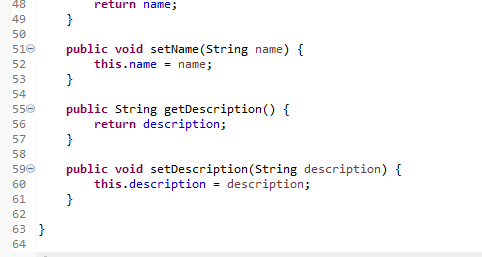 48 return name;
49 }
50
51 public void setName(String name) {
52 this.name = name;
53 }
54
55 public String getDescription() {
56 return description;
57 }
58
59 public void setDescription(String description) {
60 this.description = description;
61 }
62
63 }
64